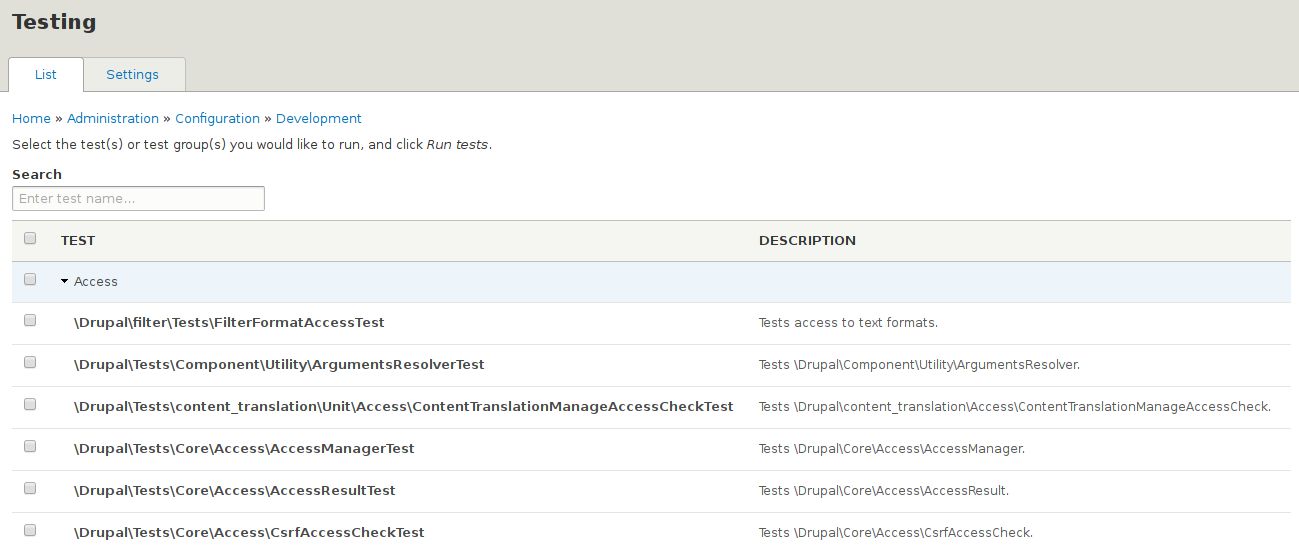 Testing
List Settings
Home » Administration » Configuration » Development
Select the test(s) or test group(s) you would like to run, and click Run tests.
Search
Enter test name...
TEST DESCRIPTION
Access
\Drupal\filter\Tests\FilterFormatAccessTest Tests access to text formats.
\Drupal\Tests\Component\Utility\ArgumentsResolverTest Tests \Drupal\Component\Utility\ArgumentsResolver.
\Drupal\Tests\content_translation\Unit\Access\ContentTranslationManageAccessCheckTest Tests \Drupal\content_translation\Access\ContentTranslationManageAccessCheck.
\Drupal\Tests\Core\Access\AccessManagerTest Tests \Drupal\Core\Access\AccessManager.
\Drupal\Tests\Core\Access\AccessResultTest Tests \Drupal\Core\Access\AccessResult.
\Drupal\Tests\Core\Access\CsrfAccessCheckTest Tests \Drupal\Core\Access\CsrfAccessCheck.